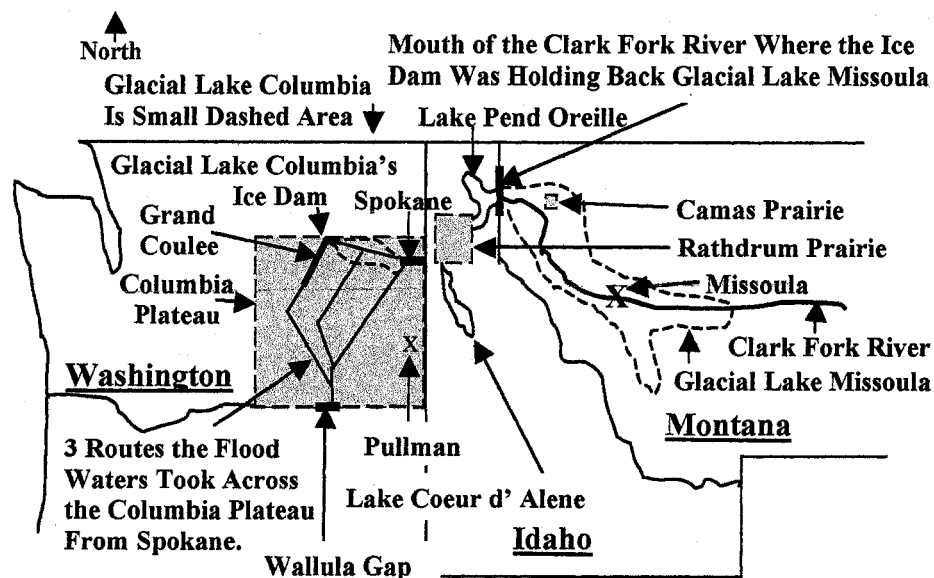 North
Mouth of the Clark Fork River Where the Ice
Dam Was Holding Back Glacial Lake Missoula
Glacial Lake Columbia
Is Small Dashed Area
Lake Pend Oreille
Glacial Lake Columbia's
Ice Dam
Spokane
Grand
Coulee
Camas Prairie
Rathdrum Prairie
Columbia
Plateau
Missoula
X
X
Clark Fork River
Glacial Lake Missoula
Washington
Montana
3 Routes the Flood
Waters Took Across
the Columbia Plateau
From Spokane.
Pullman
Lake Coeur d' Alene
Idaho
Wallula Gap